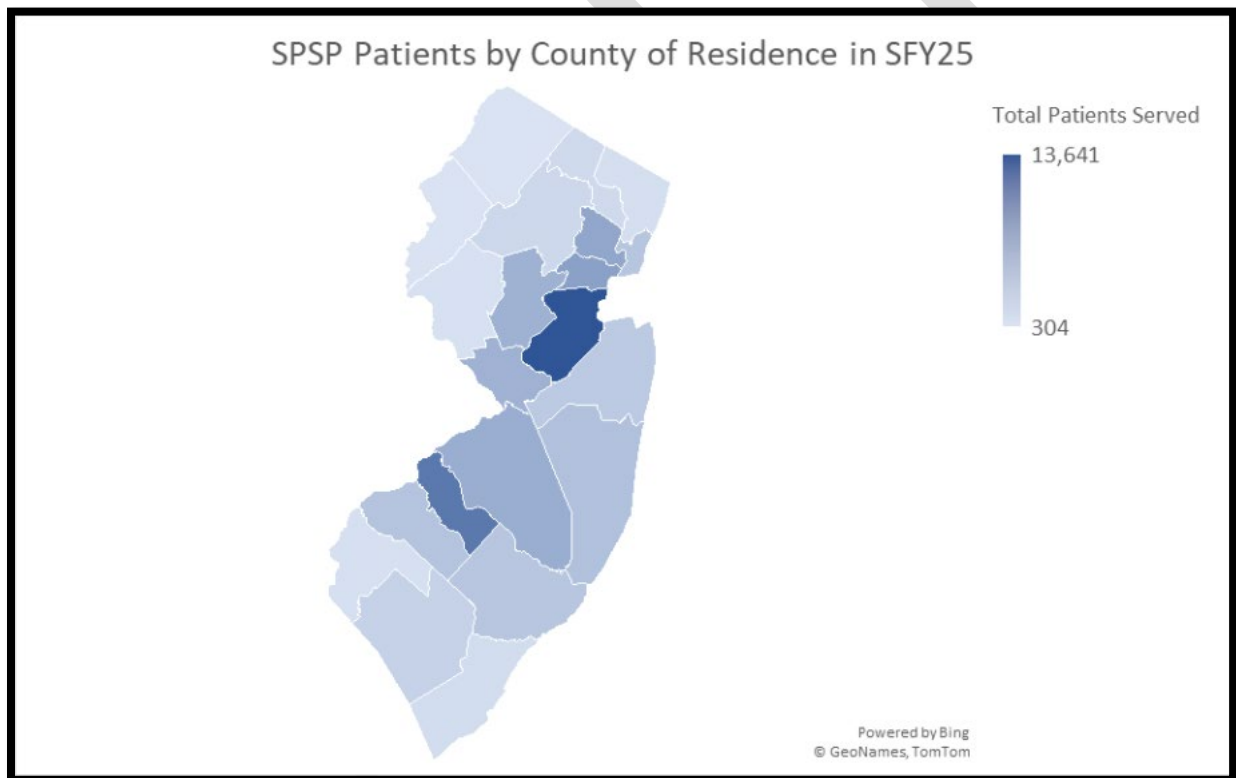 SPSP Patients by County of Residence in SFY25
Total Patients Served
13,641
304
Powered by Bing
© GeoNames, TomTom